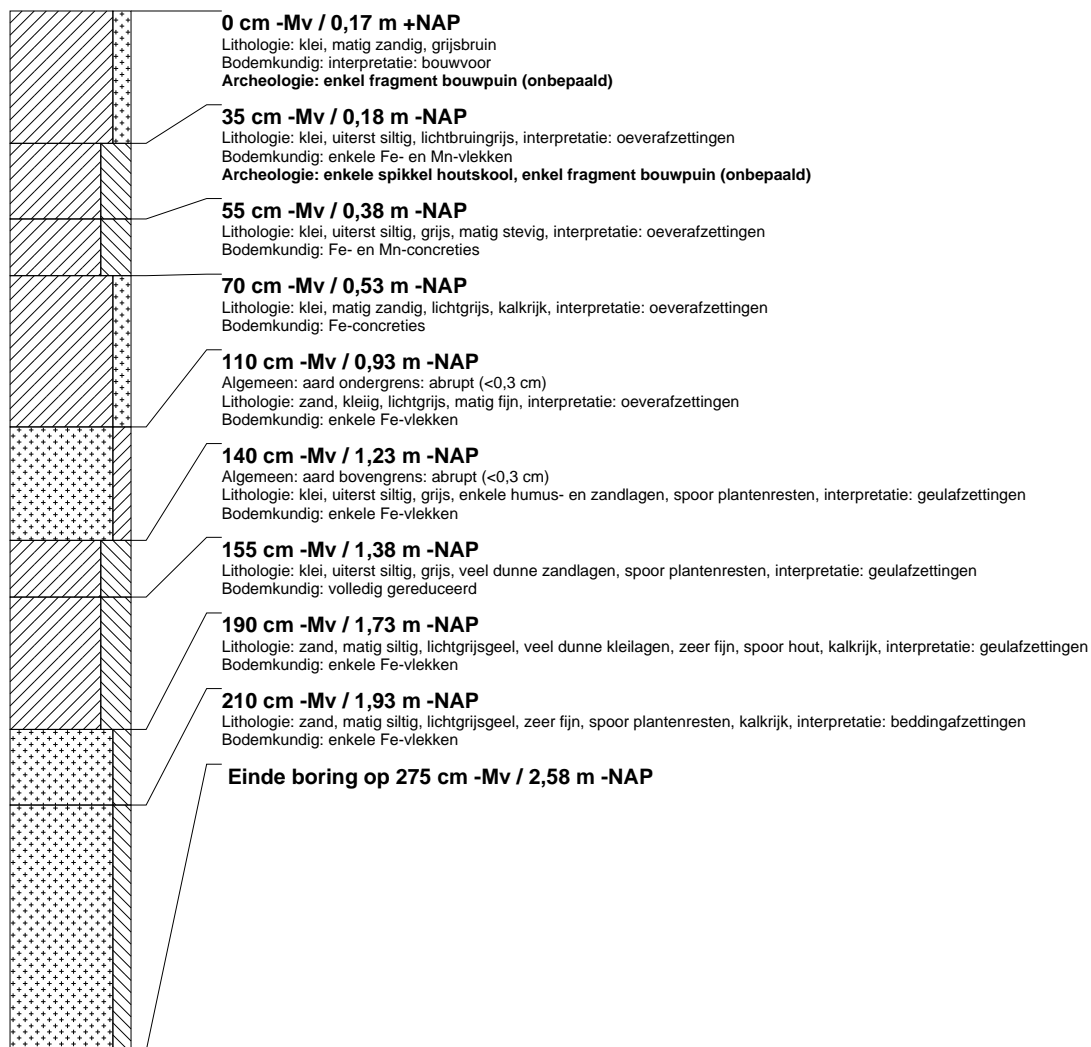 0 cm -Mv / 0,17 m +NAP
Lithologie: klei, matig zandig, grijsbruin
Bodemkundig: interpretatie: bouwvoor
Archeologie: enkel fragment bouwpuin (onbepaald)
35 cm -Mv / 0,18 m -NAP
Lithologie: klei, uiterst siltig, lichtbruingrijs, interpretatie: oeverafzettingen
Bodemkundig: enkele Fe- en Mn-vlekken
Archeologie: enkele spikkel houtskool, enkel fragment bouwpuin (onbepaald)
55 cm -Mv / 0,38 m -NAP
Lithologie: klei, uiterst siltig, grijs, matig stevig, interpretatie: oeverafzettingen
Bodemkundig: Fe- en Mn-concreties
70 cm -Mv / 0,53 m -NAP
Lithologie: klei, matig zandig, lichtgrijs, kalkrijk, interpretatie: oeverafzettingen
Bodemkundig: Fe-concreties
110 cm -Mv / 0,93 m -NAP
Algemeen: aard ondergrens: abrupt (<0,3 cm)
Lithologie: zand, kleiig, lichtgrijs, matig fijn, interpretatie: oeverafzettingen
Bodemkundig: enkele Fe-vlekken
140 cm -Mv / 1,23 m -NAP
Algemeen: aard bovengrens: abrupt (<0,3 cm)
Lithologie: klei, uiterst siltig, grijs, enkele humus- en zandlagen, spoor plantenresten, interpretatie: geulafzettingen
Bodemkundig: enkele Fe-vlekken
155 cm -Mv / 1,38 m -NAP
Lithologie: klei, uiterst siltig, grijs, veel dunne zandlagen, spoor plantenresten, interpretatie: geulafzettingen
Bodemkundig: volledig gereduceerd
190 cm -Mv / 1,73 m -NAP
Lithologie: zand, matig siltig, lichtgrijsgeel, veel dunne kleilagen, zeer fijn, spoor hout, kalkrijk, interpretatie: geulafzettingen
Bodemkundig: enkele Fe-vlekken
210 cm -Mv / 1,93 m -NAP
Lithologie: zand, matig siltig, lichtgrijsgeel, zeer fijn, spoor plantenresten, kalkrijk, interpretatie: beddingafzettingen
Bodemkundig: enkele Fe-vlekken
Einde boring op 275 cm -Mv / 2,58 m -NAP